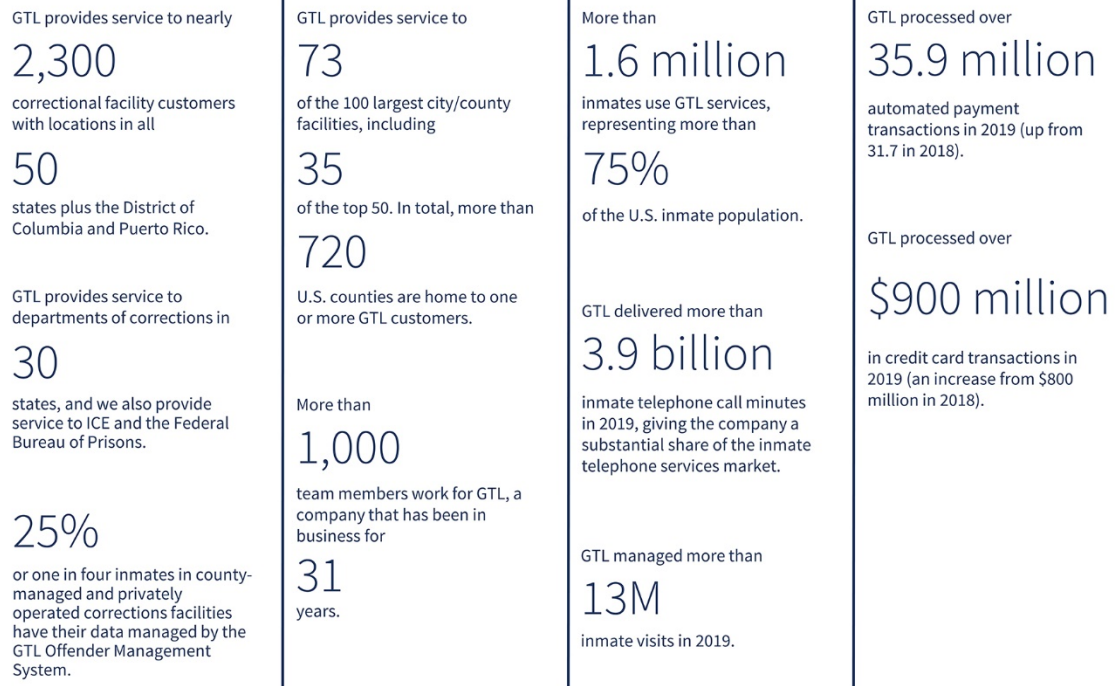 GTL provides service to nearly
2,300
correctional facility customers
with locations in all
50
states plus the District of
Columbia and Puerto Rico.
GTL provides service to
departments of corrections in
30
states, and we also provide
service to ICE and the Federal
Bureau of Prisons.
25%
or one in four inmates in county-
managed and privately
operated corrections facilities
have their data managed by the
GTL Offender Management
System.
GTL provides service to
73
of the 100 largest city/county
facilities, including
35
of the top 50. In total, more than
720
U.S. counties are home to one
or more GTL customers.
More than
1,000
team members work for GTL, a
company that has been in
business for
31
years.
More than
1.6 million
inmates use GTL services,
representing more than
75%
of the U.S. inmate population.
GTL delivered more than
3.9 billion
inmate telephone call minutes
in 2019, giving the company a
substantial share of the inmate
telephone services market.
GTL managed more than
13M
inmate visits in 2019.
GTL processed over
35.9 million
automated payment
transactions in 2019 (up from
31.7 in 2018).
GTL processed over
$900 million
in credit card transactions in
2019 (an increase from $800
million in 2018).